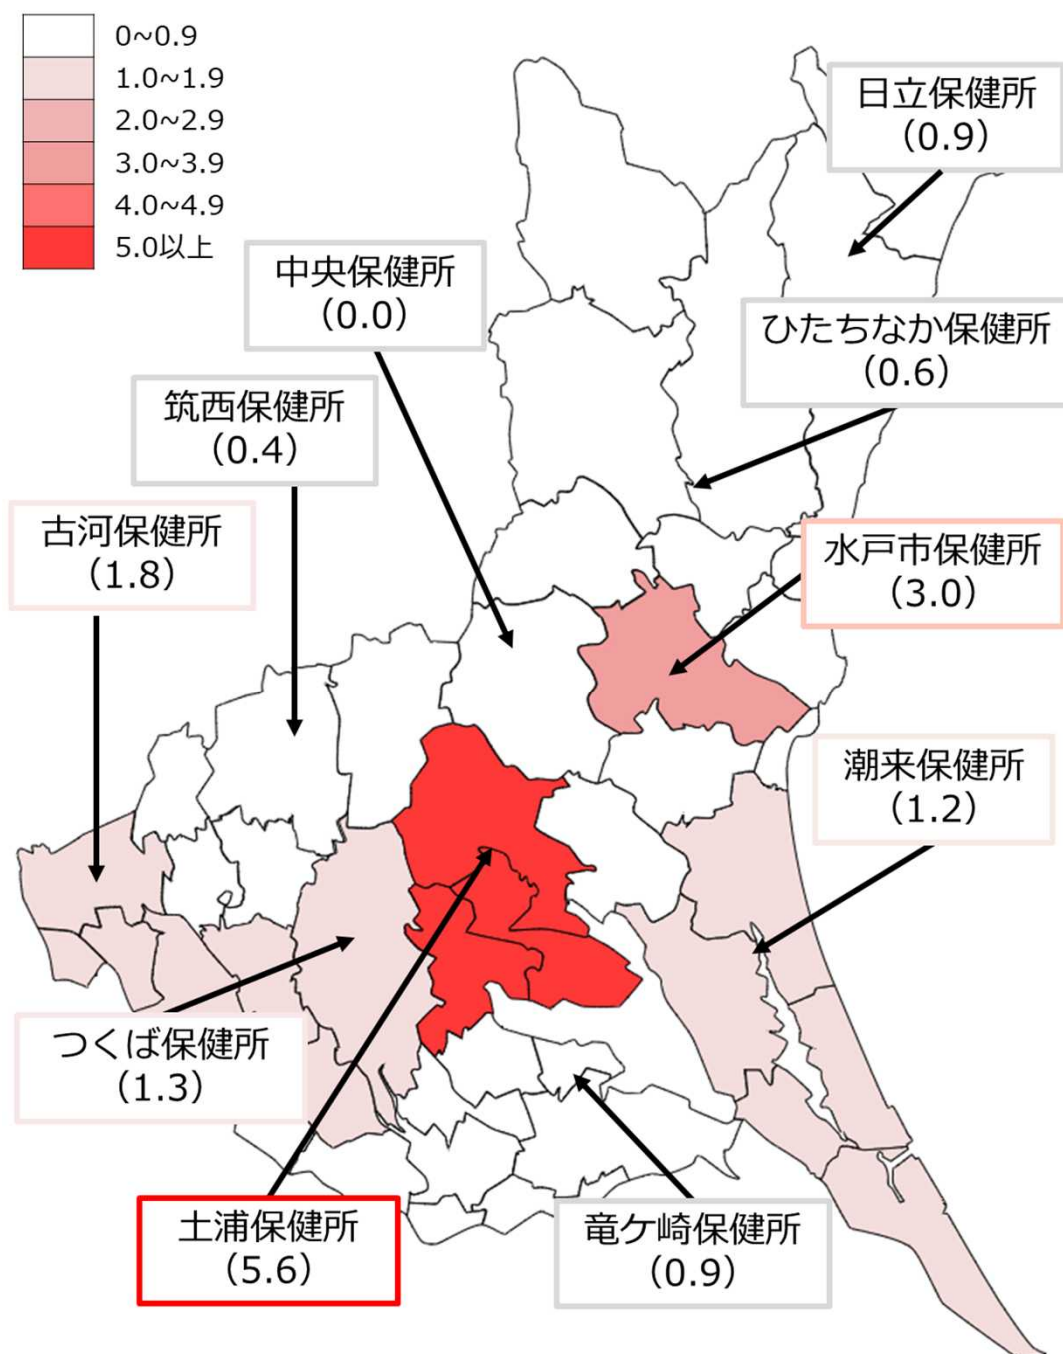 0~0.9
1.0~1.9
2.0~2.9
3.0~3.9
4.0~4.9
5.0以上
日立保健所
（0.9）
中央保健所
（0.0）
ひたちなか保健所
（0.6）
筑西保健所
（0.4）
古河保健所
（1.8）
水戸市保健所
（3.0）
潮来保健所
（1.2）
つくば保健所
（1.3）
土浦保健所
（5.6）
竜ケ崎保健所
（0.9）